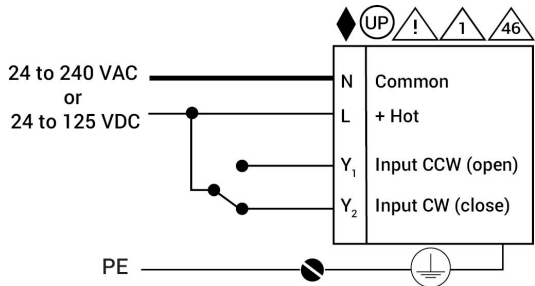 UP ! 1 46
24 to 240 VAC
or
24 to 125 VDC
N Common
L + Hot
Y1 Input CCW (open)
Y2 Input CW (close)
PE